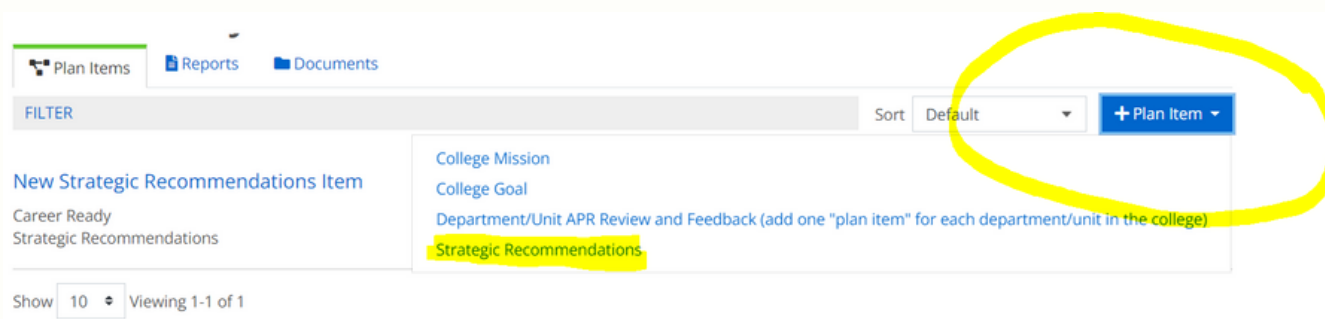 Plan Items Reports Documents
FILTER Sort Default + Plan Item
College Mission
New Strategic Recommendations Item
College Goal
Career Ready
Department/Unit APR Review and Feedback (add one "plan item" for each department/unit in the college)
Strategic Recommendations
Strategic Recommendations
Show 10 Viewing 1-1 of 1